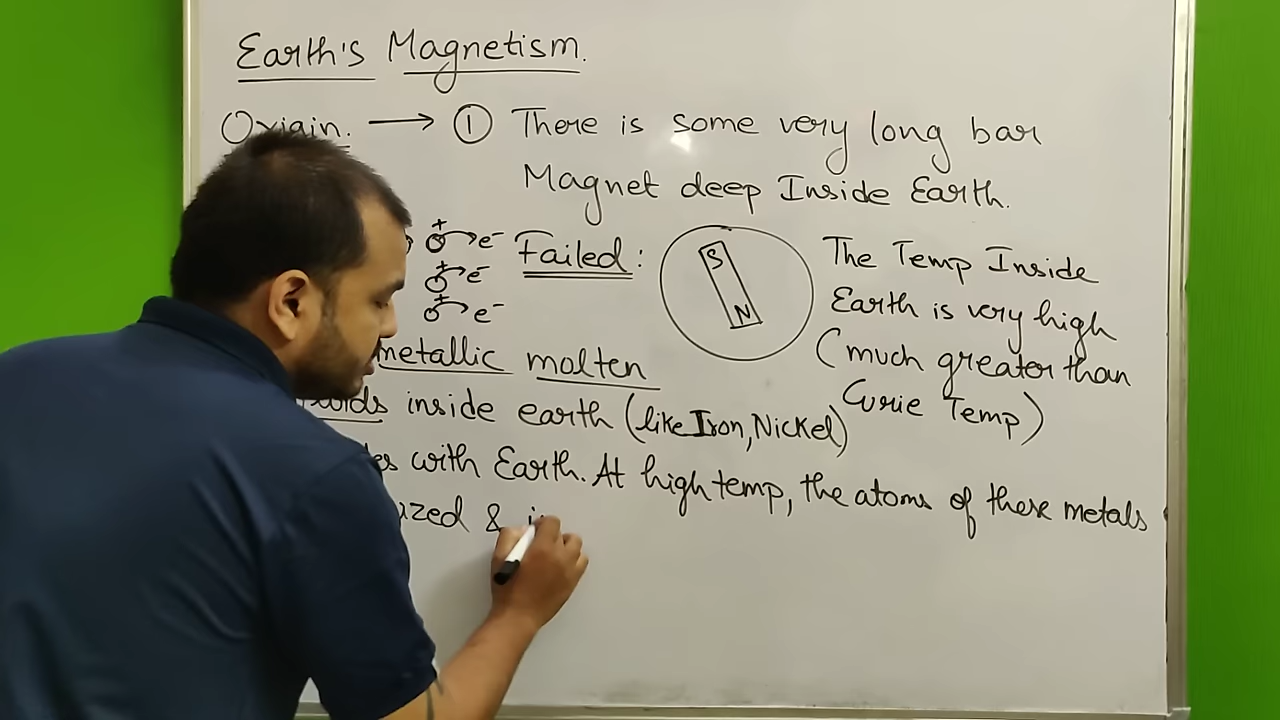 Earth's Magnetism.
Origin. → ① There is some very long bar
Magnet deep Inside Earth.
+ e⁻ Failed :
+ e⁻
+ e⁻
S
N
The Temp Inside
Earth is very high
(much greater than
Curie Temp)
metallic molten
inside earth (like Iron, Nickel)
with Earth. At high temp, the atoms of these metals
&